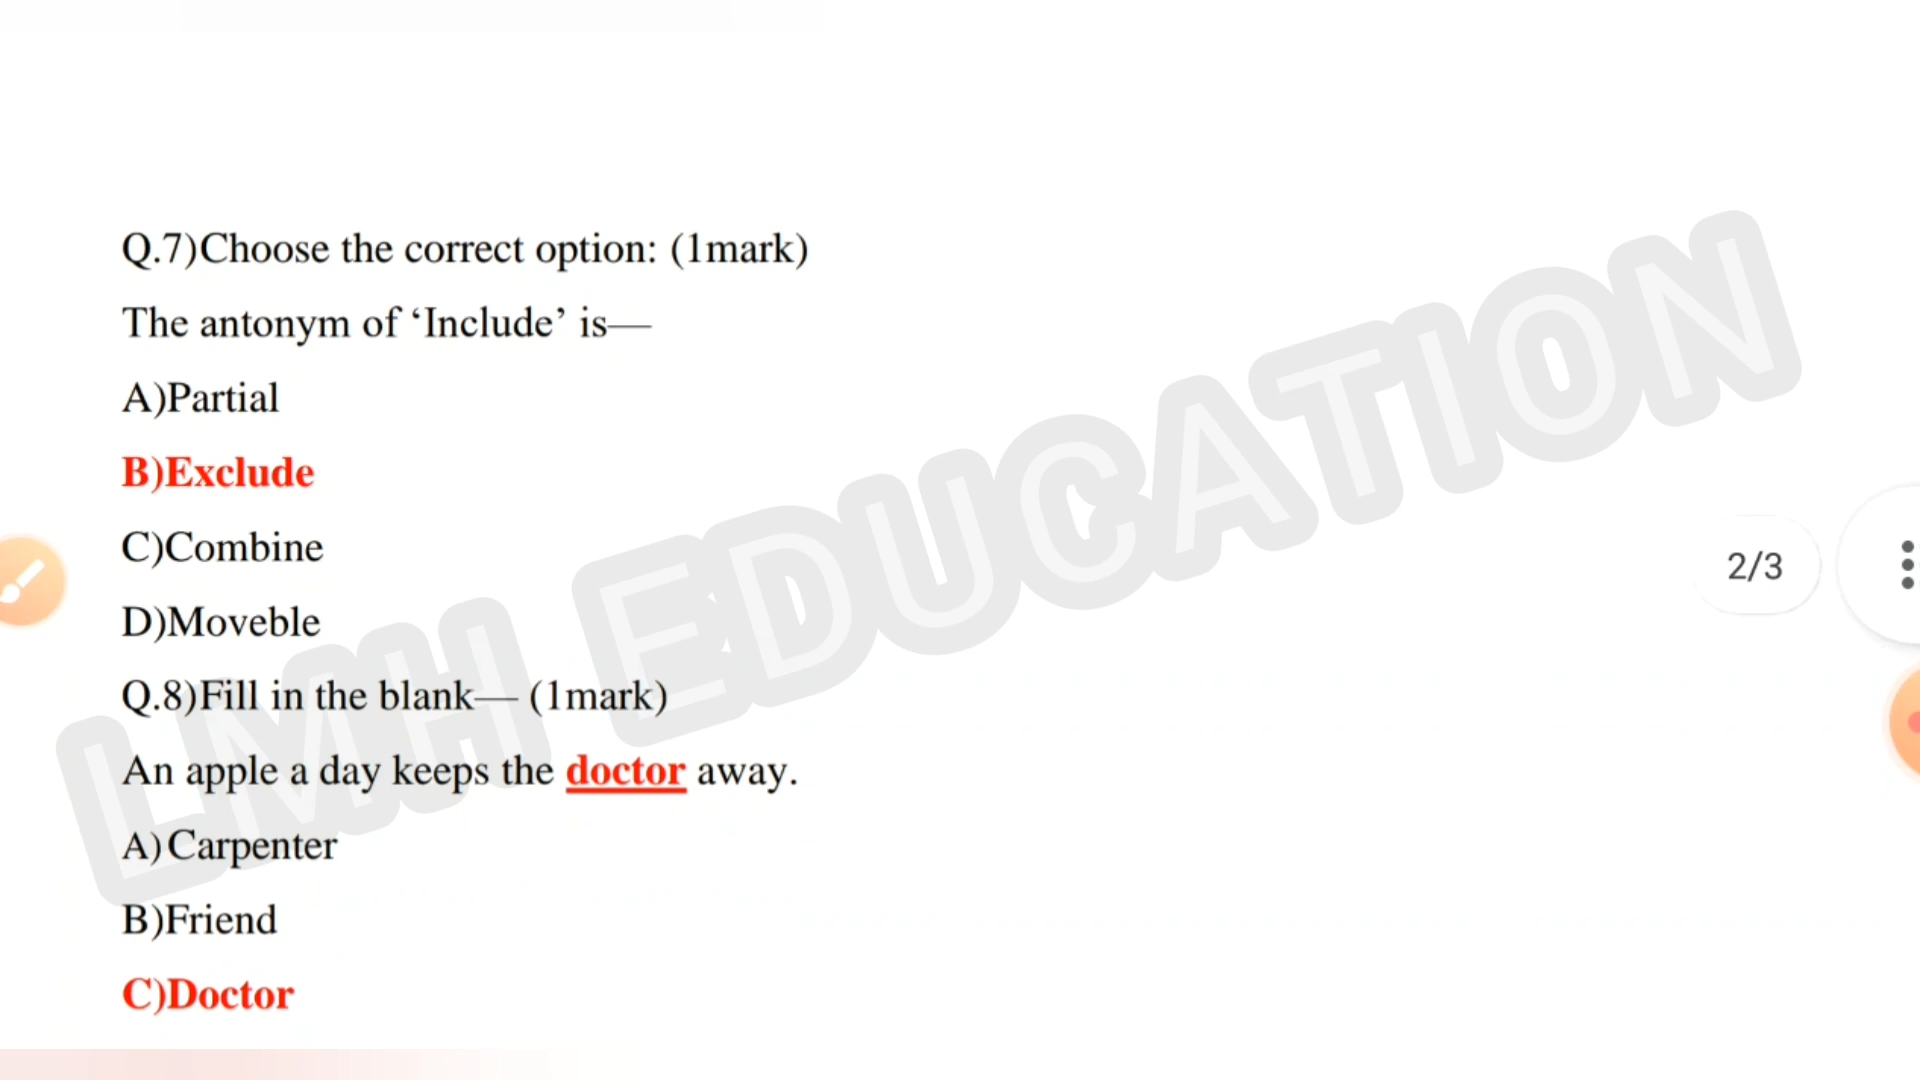 Q.7)Choose the correct option: (1mark)
The antonym of ‘Include’ is—
A)Partial
B)Exclude
C)Combine
D)Moveble
Q.8)Fill in the blank— (1mark)
An apple a day keeps the doctor away.
A)Carpenter
B)Friend
C)Doctor
LMH EDUCATION
2/3